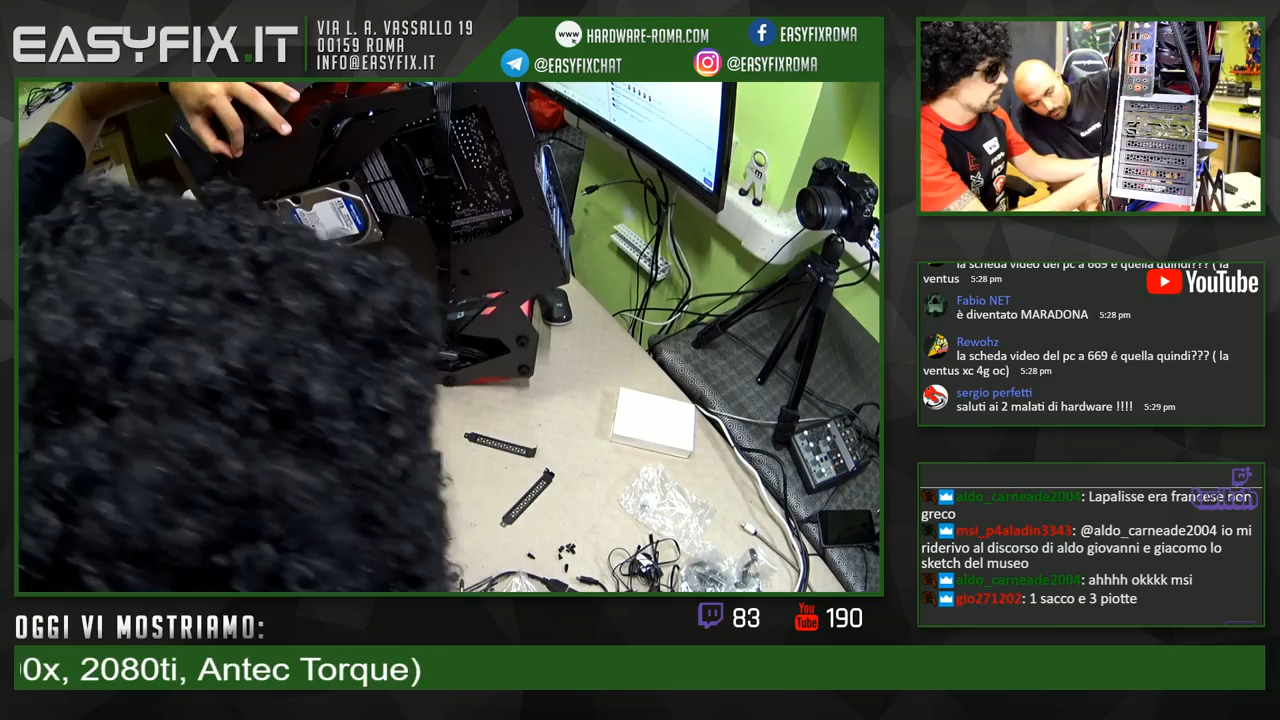 EASYFIX.IT
VIA L. A. VASSALLO 19
00159 ROMA
INFO@EASYFIX.IT
HARDWARE-ROMA.COM
EASYFIXROMA
@EASYFIXCHAT
@EASYFIXROMA
la scheda video del pc a 669 è quella quindi??? ( la
ventus 5:28 pm
YouTube
Fabio NET
è diventato MARADONA 5:28 pm
Rewohz
la scheda video del pc a 669 é quella quindi??? ( la
ventus xc 4g oc) 5:28 pm
sergio perfetti
saluti ai 2 malati di hardware !!!! 5:29 pm
twitch
aldo_carneade2004: Lapalisse era francese non
greco
msi_p4aladin3343: @aldo_carneade2004 io mi
riderivo al discorso di aldo giovanni e giacomo lo
sketch del museo
aldo_carneade2004: ahhhh okkkk msi
gio271202: 1 sacco e 3 piotte
83
You Tube
190
OGGI VI MOSTRIAMO:
0x, 2080ti, Antec Torque)